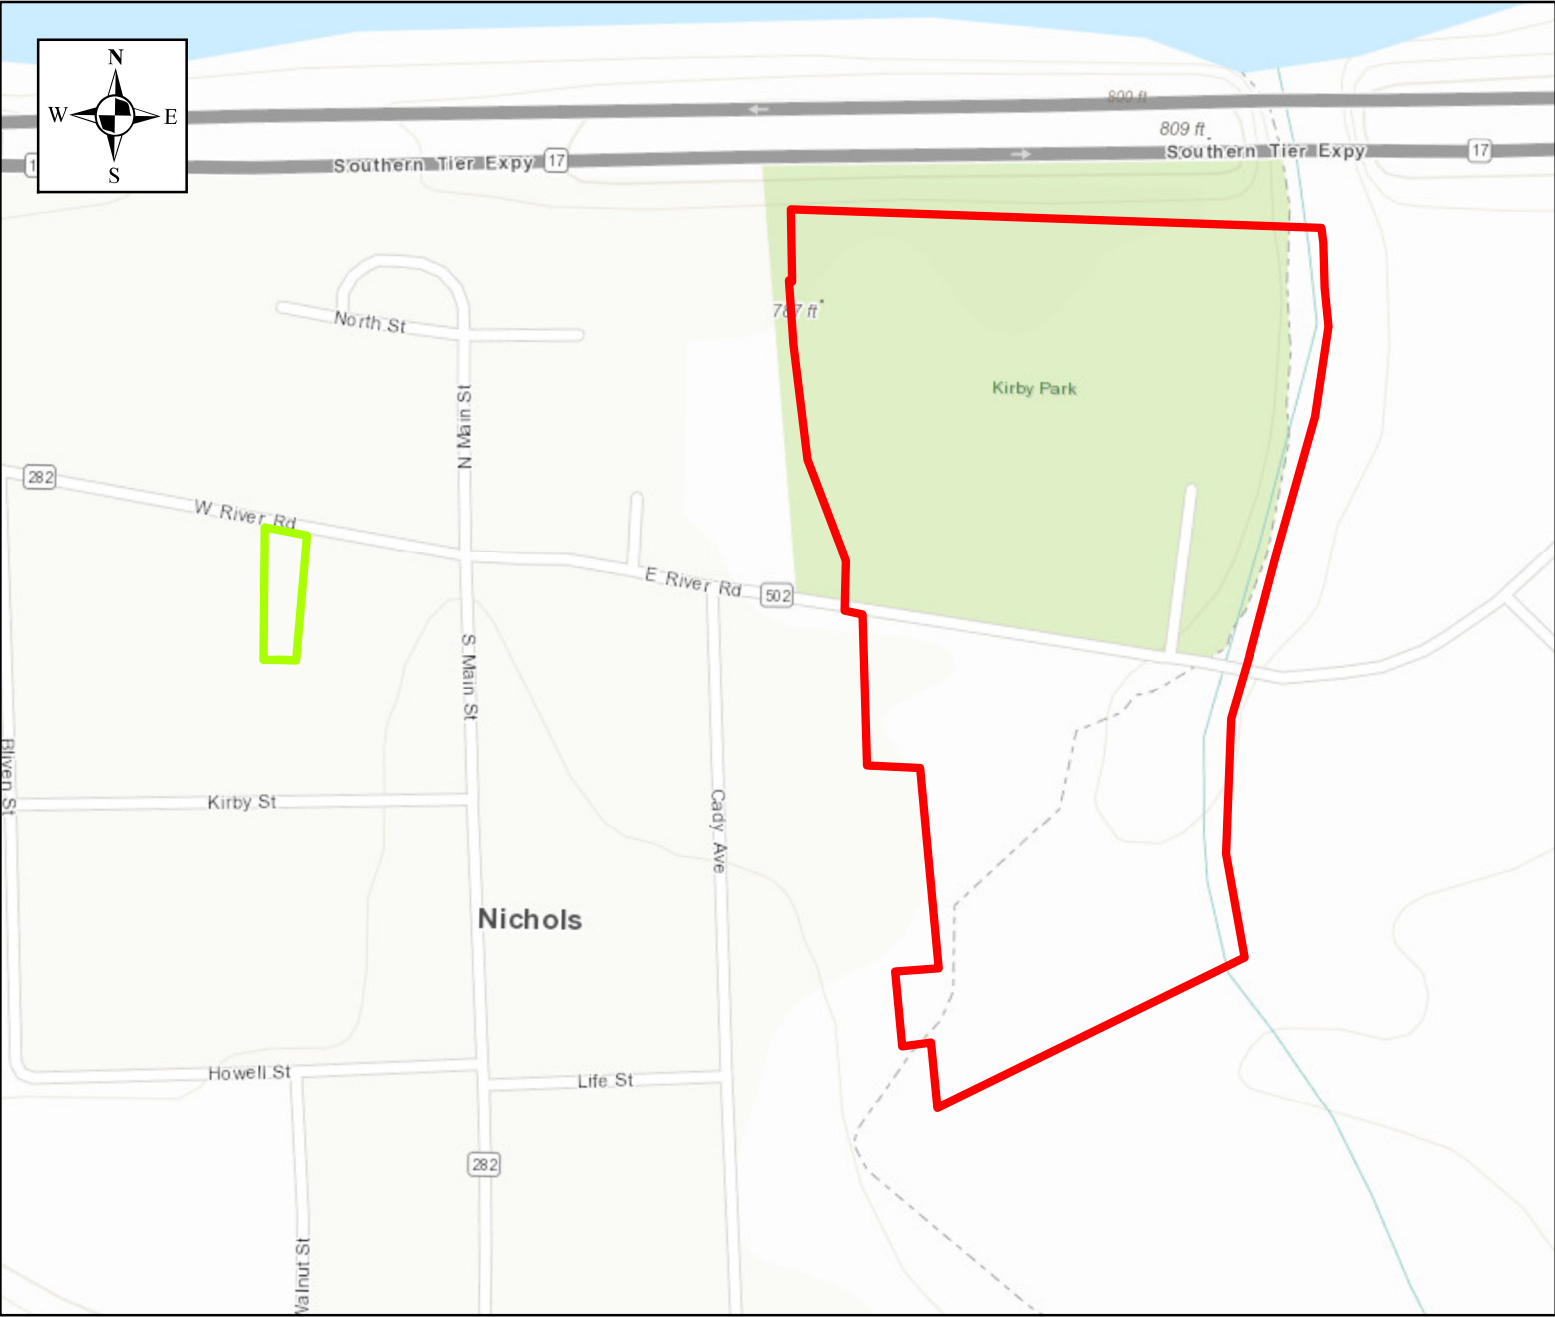 N
W E
S
800 ft
809 ft
Southern Tier Expy 17
Southern Tier Expy 17
North St
787 ft
Kirby Park
N Main St
282
W River Rd
E River Rd 502
S Main St
Bliven St
Kirby St
Cady Ave
Nichols
Howell St
Life St
282
Walnut St